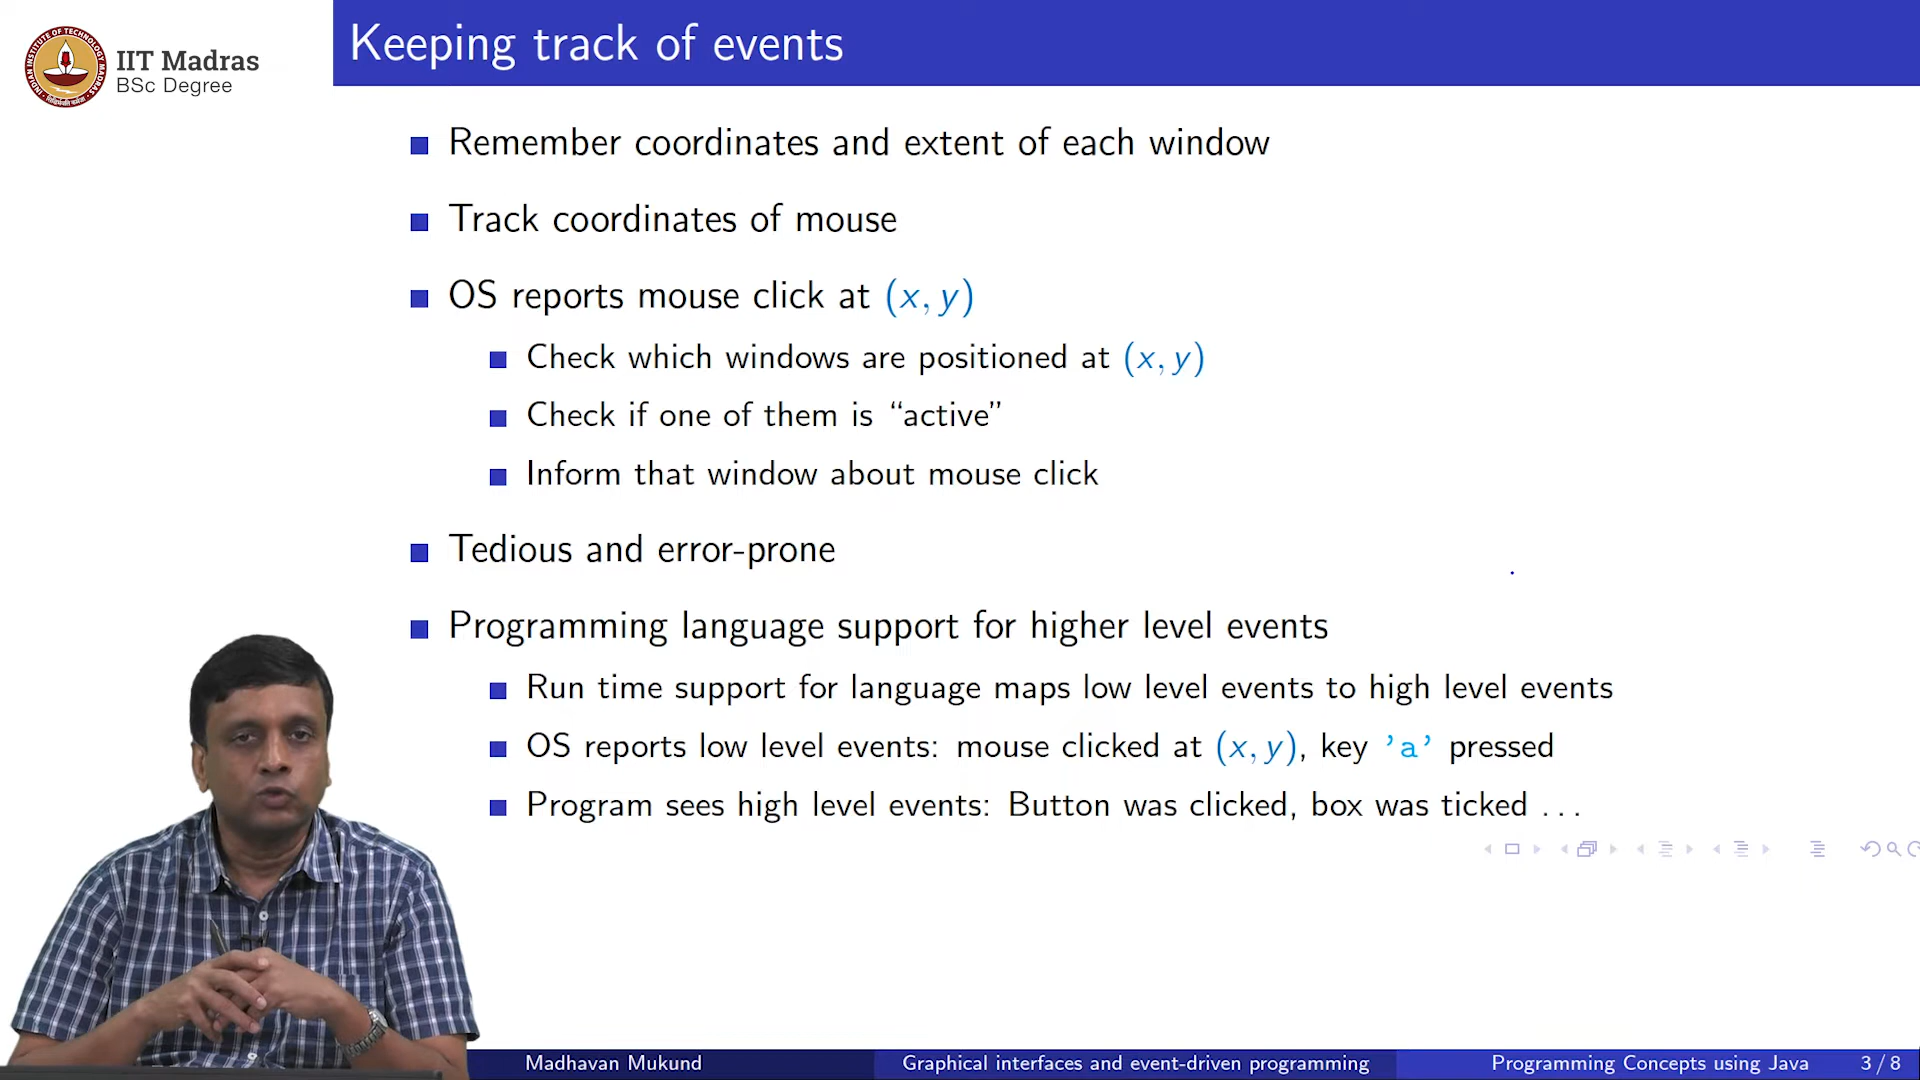 IIT Madras
BSc Degree
Keeping track of events
Remember coordinates and extent of each window
Track coordinates of mouse
OS reports mouse click at (x, y)
Check which windows are positioned at (x, y)
Check if one of them is “active”
Inform that window about mouse click
Tedious and error-prone
Programming language support for higher level events
Run time support for language maps low level events to high level events
OS reports low level events: mouse clicked at (x, y), key ’a’ pressed
Program sees high level events: Button was clicked, box was ticked . . .
Madhavan Mukund
Graphical interfaces and event-driven programming
Programming Concepts using Java
3 / 8